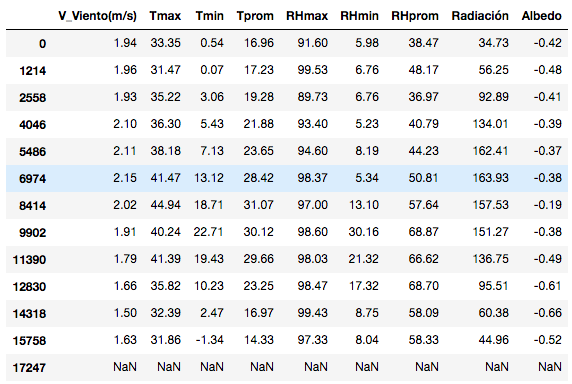 V_Viento(m/s) Tmax Tmin Tprom RHmax RHmin RHprom Radiación Albedo
0 1.94 33.35 0.54 16.96 91.60 5.98 38.47 34.73 -0.42
1214 1.96 31.47 0.07 17.23 99.53 6.76 48.17 56.25 -0.48
2558 1.93 35.22 3.06 19.28 89.73 6.76 36.97 92.89 -0.41
4046 2.10 36.30 5.43 21.88 93.40 5.23 40.79 134.01 -0.39
5486 2.11 38.18 7.13 23.65 94.60 8.19 44.23 162.41 -0.37
6974 2.15 41.47 13.12 28.42 98.37 5.34 50.81 163.93 -0.38
8414 2.02 44.94 18.71 31.07 97.00 13.10 57.64 157.53 -0.19
9902 1.91 40.24 22.71 30.12 98.60 30.16 68.87 151.27 -0.38
11390 1.79 41.39 19.43 29.66 98.03 21.32 66.62 136.75 -0.49
12830 1.66 35.82 10.23 23.25 98.47 17.32 68.70 95.51 -0.61
14318 1.50 32.39 2.47 16.97 99.43 8.75 58.09 60.38 -0.66
15758 1.63 31.86 -1.34 14.33 97.33 8.04 58.33 44.96 -0.52
17247 NaN NaN NaN NaN NaN NaN NaN NaN NaN